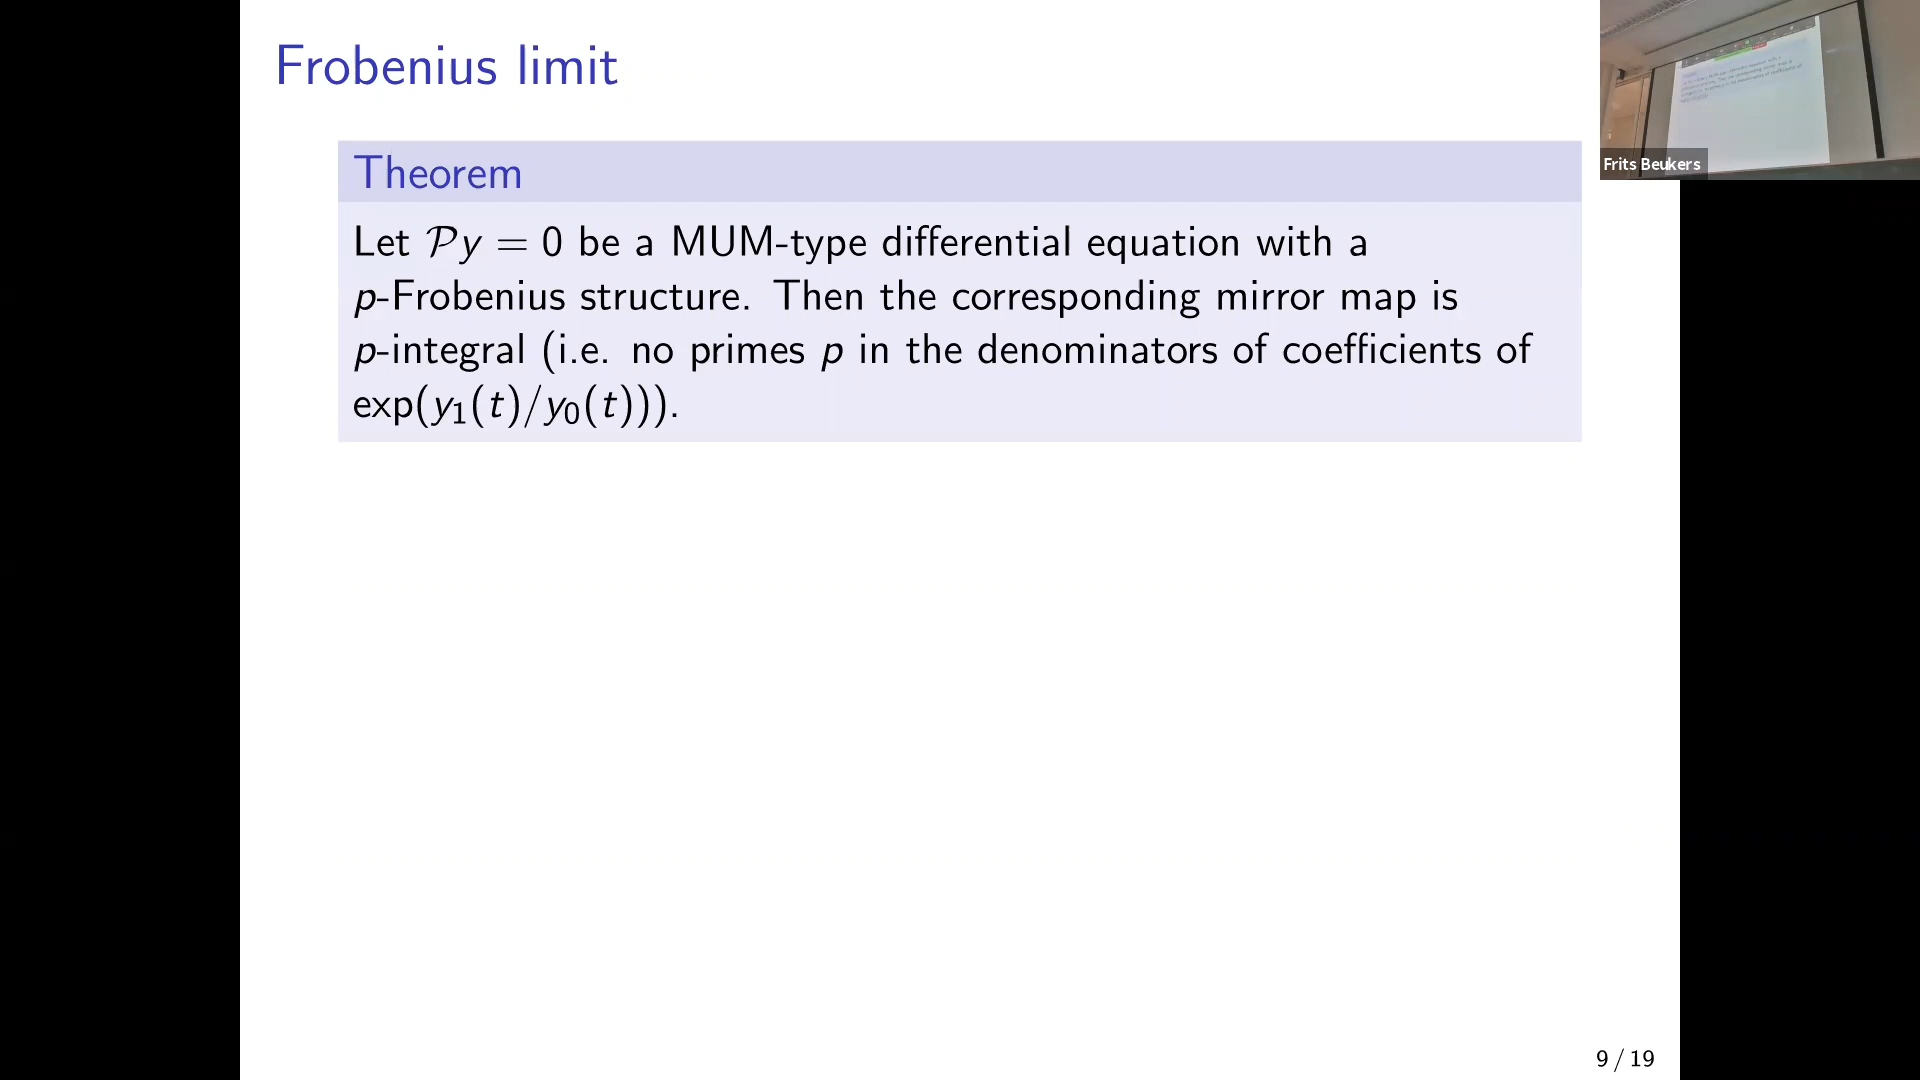 Frobenius limit
Theorem
Let 𝒫y = 0 be a MUM-type differential equation with a
p-Frobenius structure. Then the corresponding mirror map is
p-integral (i.e. no primes p in the denominators of coefficients of
exp(y₁(t)/y₀(t))).
Frits Beukers
9 / 19